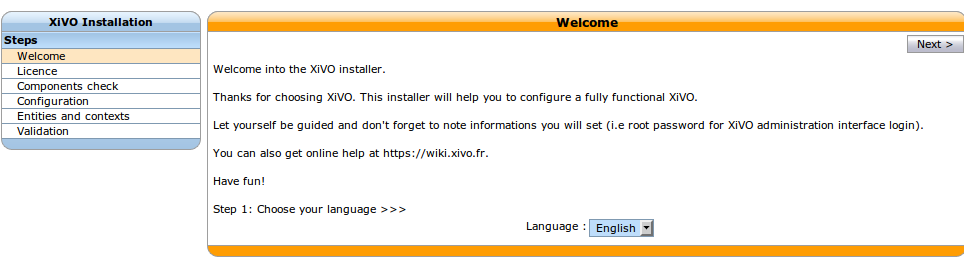 XiVO Installation
Steps
Welcome
Licence
Components check
Configuration
Entities and contexts
Validation
Welcome
Next >
Welcome into the XiVO installer.
Thanks for choosing XiVO. This installer will help you to configure a fully functional XiVO.
Let yourself be guided and don't forget to note informations you will set (i.e root password for XiVO administration interface login).
You can also get online help at https://wiki.xivo.fr.
Have fun!
Step 1: Choose your language >>>
Language : English